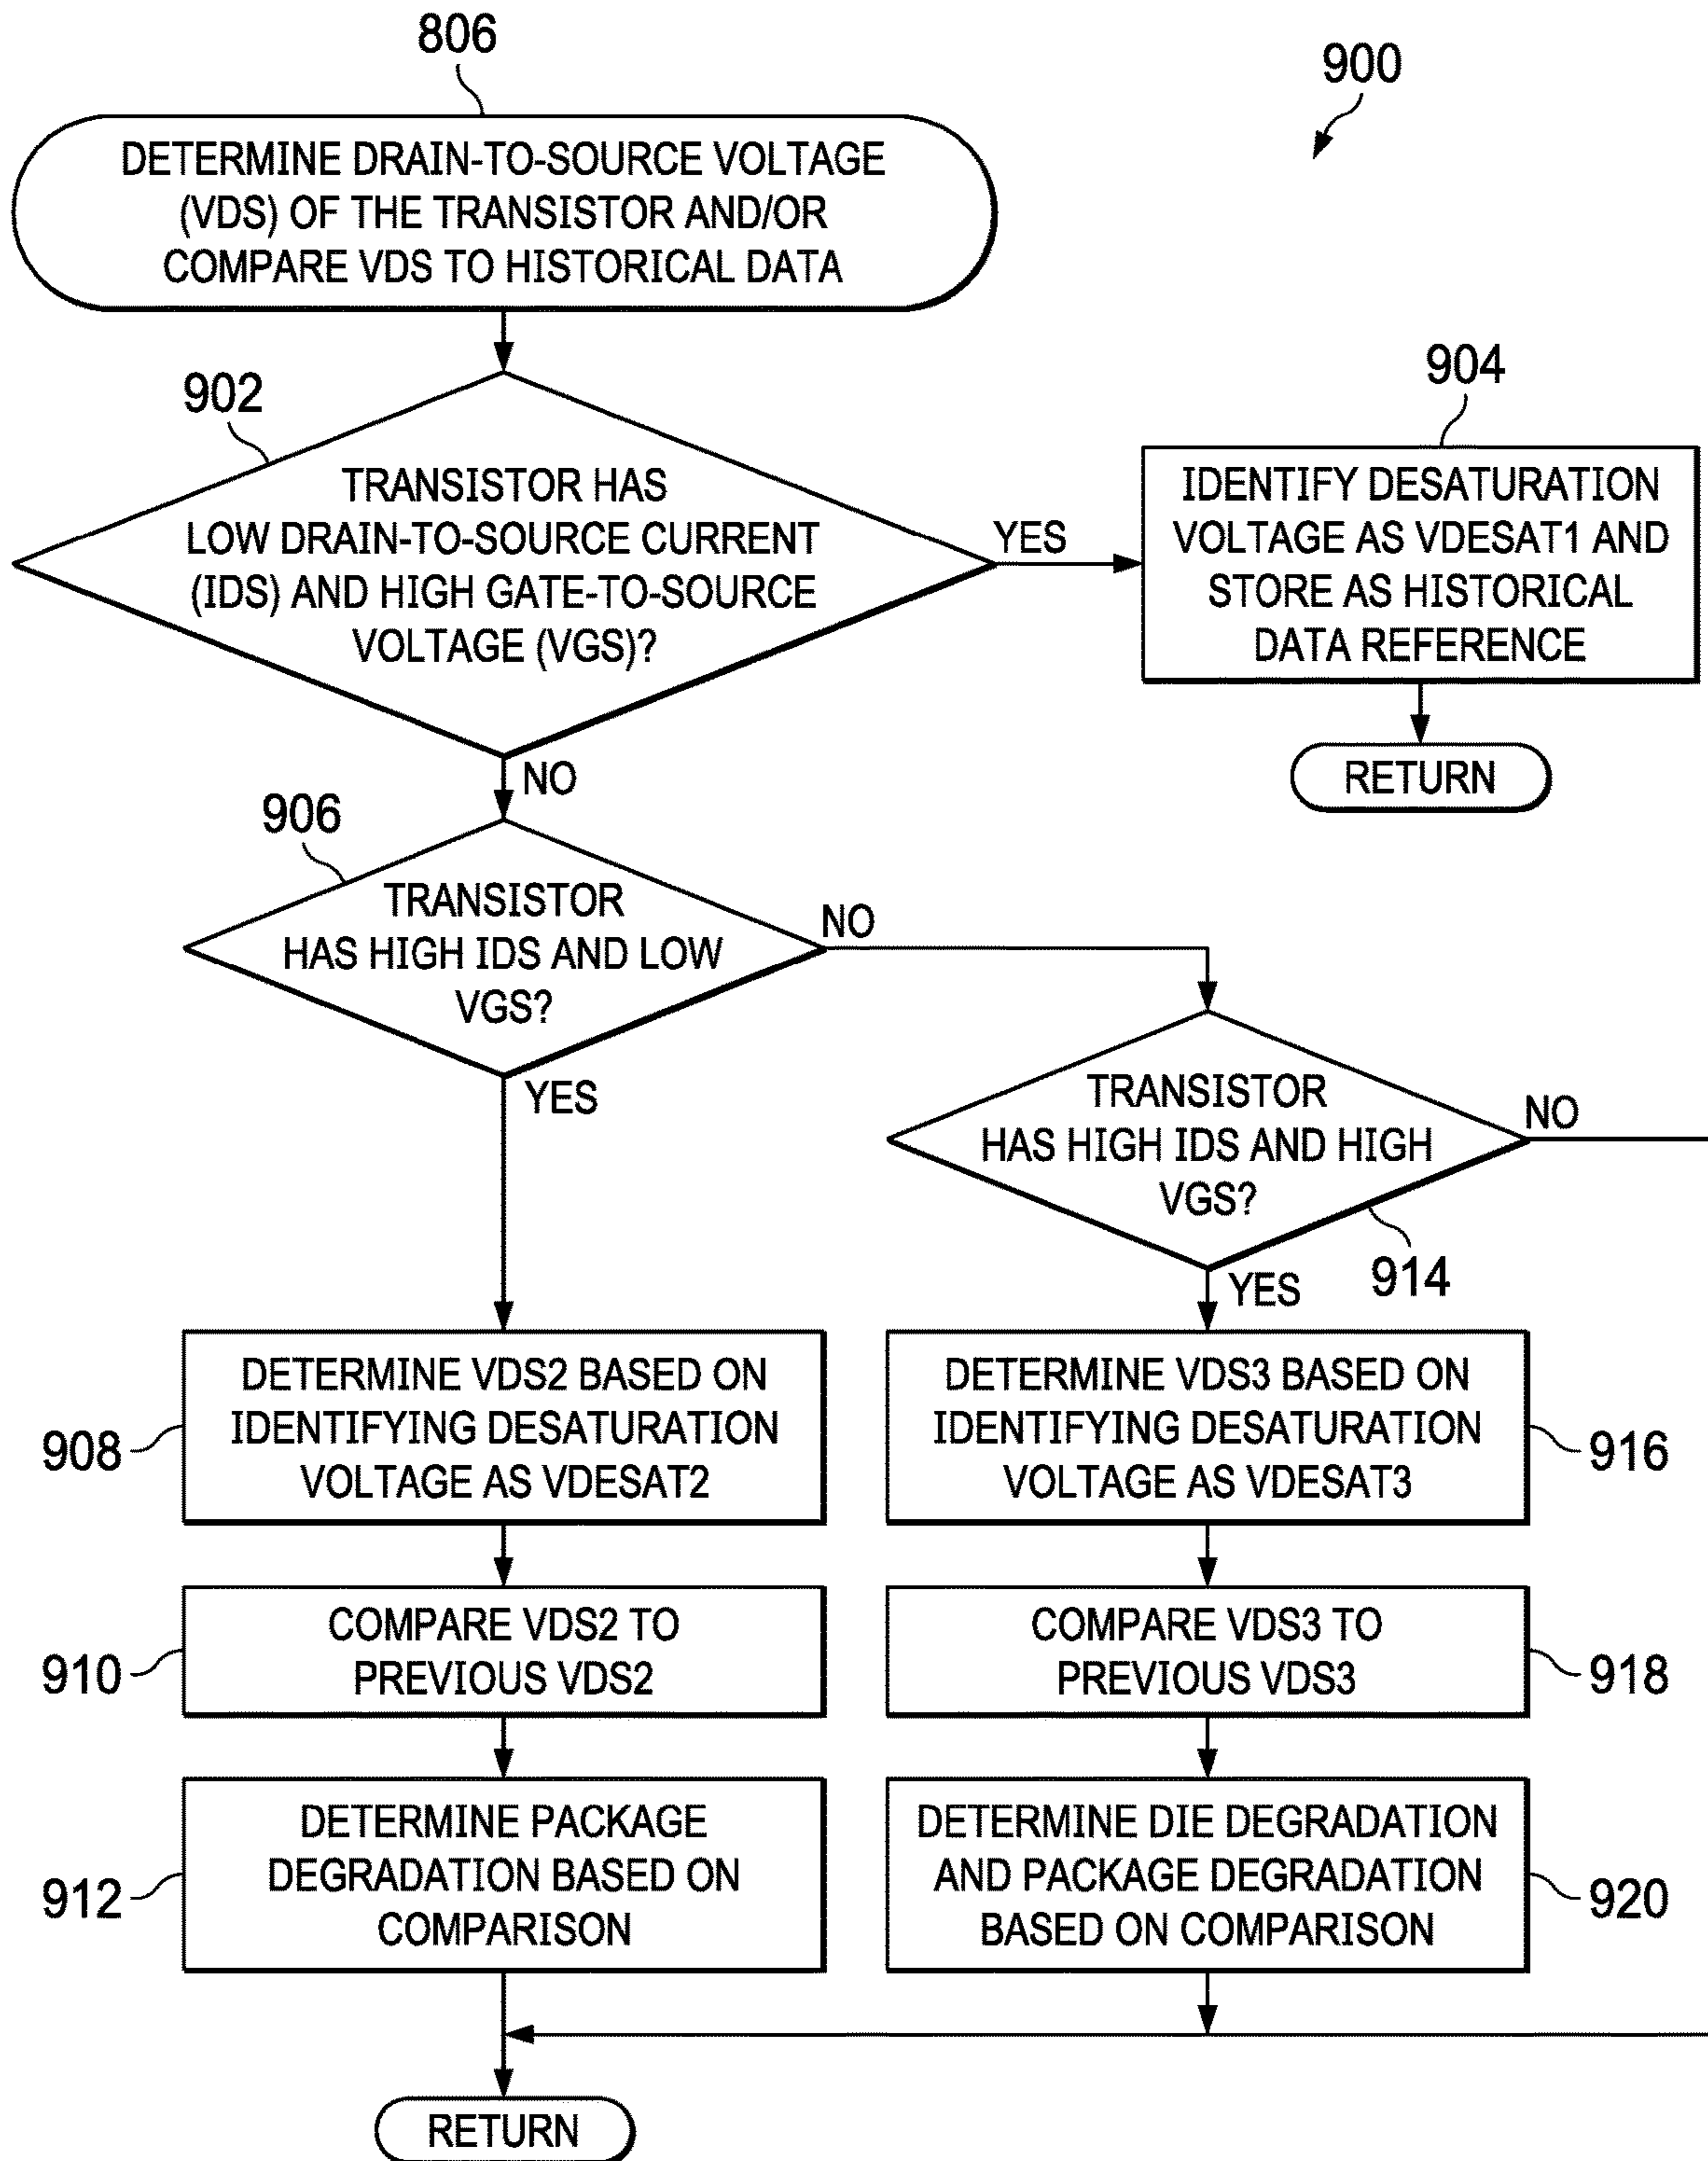 806
900
DETERMINE DRAIN-TO-SOURCE VOLTAGE
(VDS) OF THE TRANSISTOR AND/OR
COMPARE VDS TO HISTORICAL DATA
902
TRANSISTOR HAS
LOW DRAIN-TO-SOURCE CURRENT
(IDS) AND HIGH GATE-TO-SOURCE
VOLTAGE (VGS)?
YES
904
IDENTIFY DESATURATION
VOLTAGE AS VDESAT1 AND
STORE AS HISTORICAL
DATA REFERENCE
RETURN
NO
906
TRANSISTOR
HAS HIGH IDS AND LOW
VGS?
NO
YES
TRANSISTOR
HAS HIGH IDS AND HIGH
VGS?
NO
914
YES
908
DETERMINE VDS2 BASED ON
IDENTIFYING DESATURATION
VOLTAGE AS VDESAT2
DETERMINE VDS3 BASED ON
IDENTIFYING DESATURATION
VOLTAGE AS VDESAT3
916
910
COMPARE VDS2 TO
PREVIOUS VDS2
COMPARE VDS3 TO
PREVIOUS VDS3
918
912
DETERMINE PACKAGE
DEGRADATION BASED ON
COMPARISON
DETERMINE DIE DEGRADATION
AND PACKAGE DEGRADATION
BASED ON COMPARISON
920
RETURN